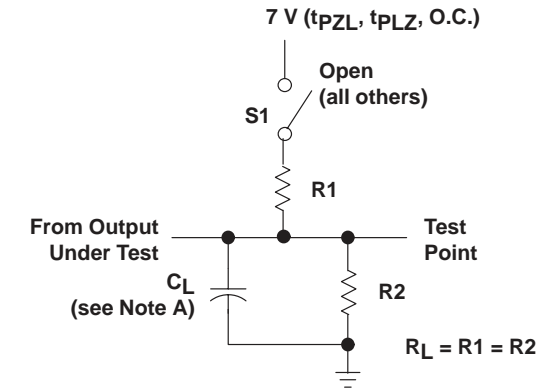 7 V (tPZL, tPLZ, O.C.)
Open
(all others)
S1
R1
From Output
Under Test
Test
Point
CL
(see Note A)
R2
RL = R1 = R2